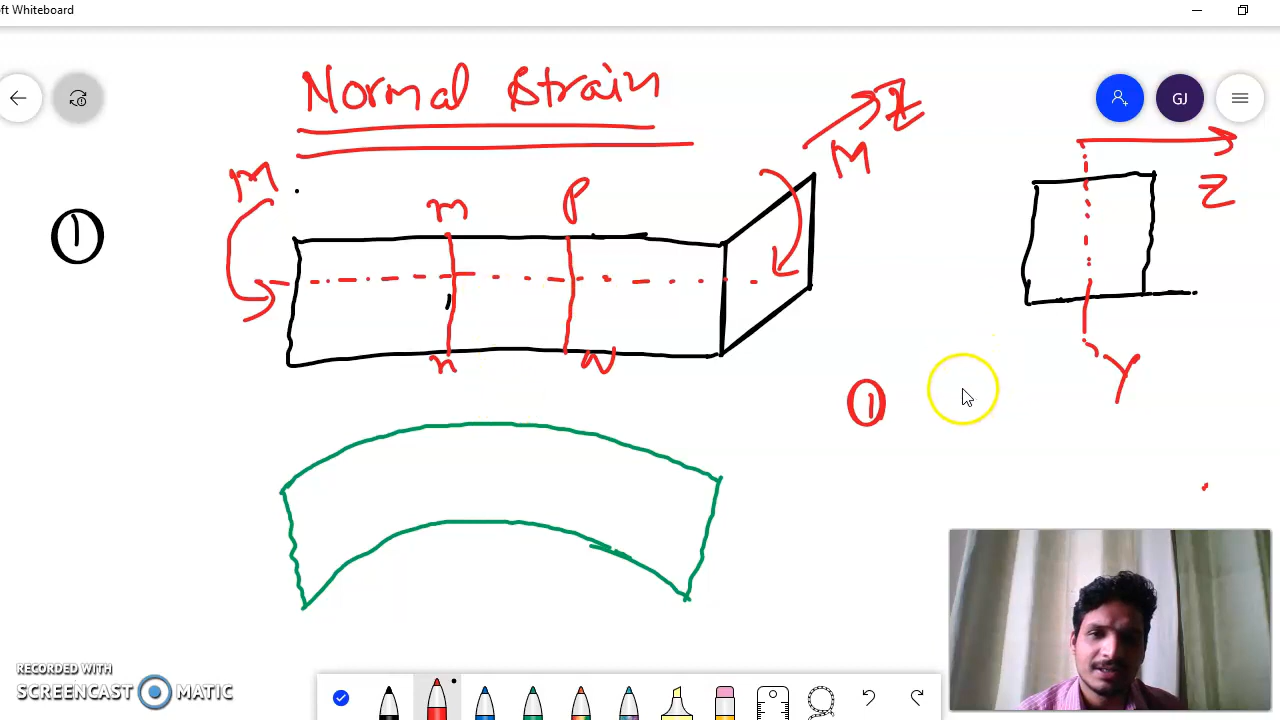 ft Whiteboard
Normal Strain
Z
M
M
GJ
m
p
Z
1
n
q
Y
1
RECORDED WITH
SCREENCAST MATIC